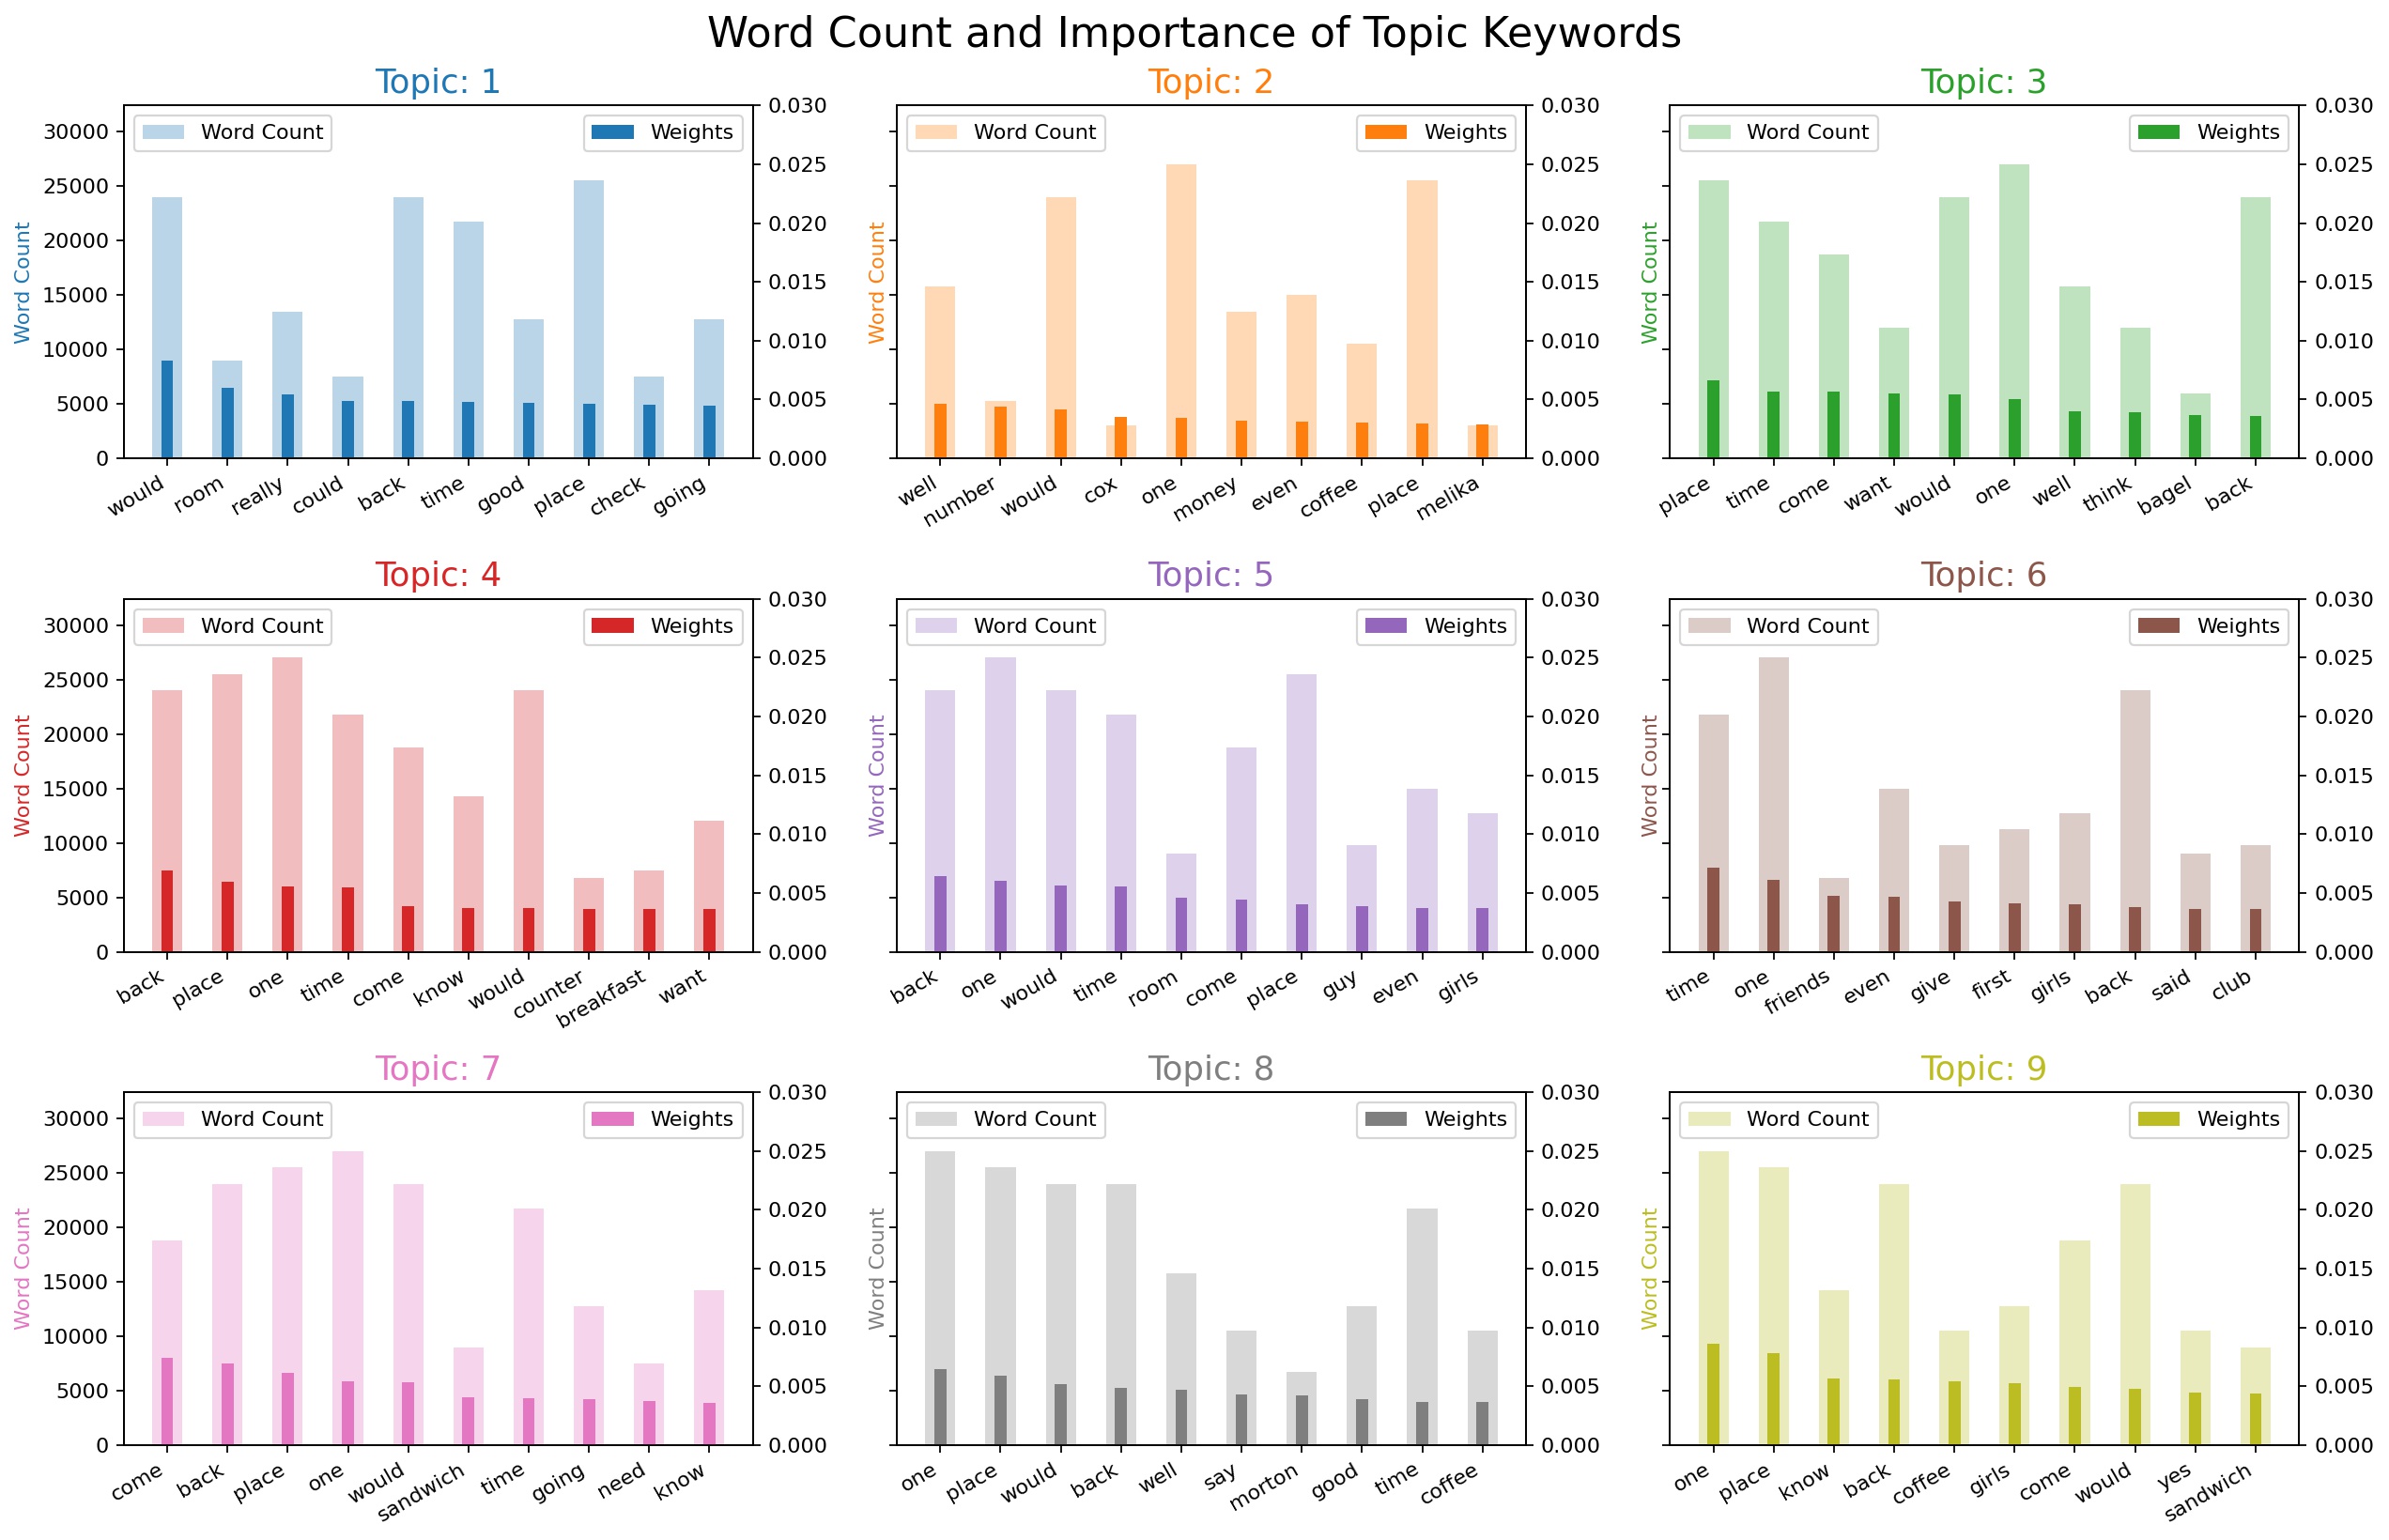 Word Count and Importance of Topic Keywords
Topic: 1
Word Count
Weights
Word Count
30000
25000
20000
15000
10000
5000
0
0.030
0.025
0.020
0.015
0.010
0.005
0.000
would room really could back time good place check going
Topic: 2
Word Count
Weights
Word Count
0.030
0.025
0.020
0.015
0.010
0.005
0.000
well number would cox one money even coffee place melika
Topic: 3
Word Count
Weights
Word Count
0.030
0.025
0.020
0.015
0.010
0.005
0.000
place time come want would one well think bagel back
Topic: 4
Word Count
Weights
Word Count
30000
25000
20000
15000
10000
5000
0
0.030
0.025
0.020
0.015
0.010
0.005
0.000
back place one time come know would counter breakfast want
Topic: 5
Word Count
Weights
Word Count
0.030
0.025
0.020
0.015
0.010
0.005
0.000
back one would time room come place guy even girls
Topic: 6
Word Count
Weights
Word Count
0.030
0.025
0.020
0.015
0.010
0.005
0.000
time one friends even give first girls back said club
Topic: 7
Word Count
Weights
Word Count
30000
25000
20000
15000
10000
5000
0
0.030
0.025
0.020
0.015
0.010
0.005
0.000
come back place one would sandwich time going need know
Topic: 8
Word Count
Weights
Word Count
0.030
0.025
0.020
0.015
0.010
0.005
0.000
one place would back well say morton good time coffee
Topic: 9
Word Count
Weights
Word Count
0.030
0.025
0.020
0.015
0.010
0.005
0.000
one place know back coffee girls come would yes sandwich